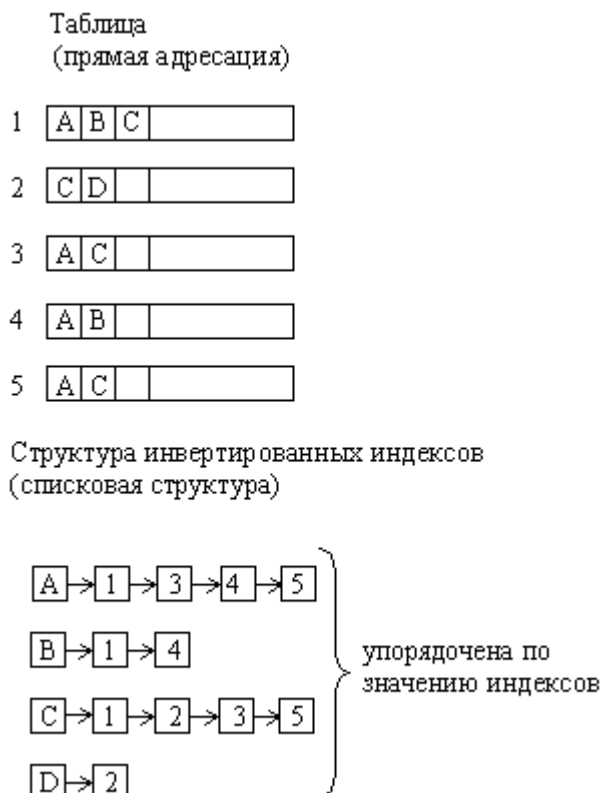 Таблица
(прямая адресация)
1 A B C
2 C D
3 A C
4 A B
5 A C
Структура инвертированных индексов
(списковая структура)
A 1 3 4 5
B 1 4
упорядочена по
значению индексов
C 1 2 3 5
D 2